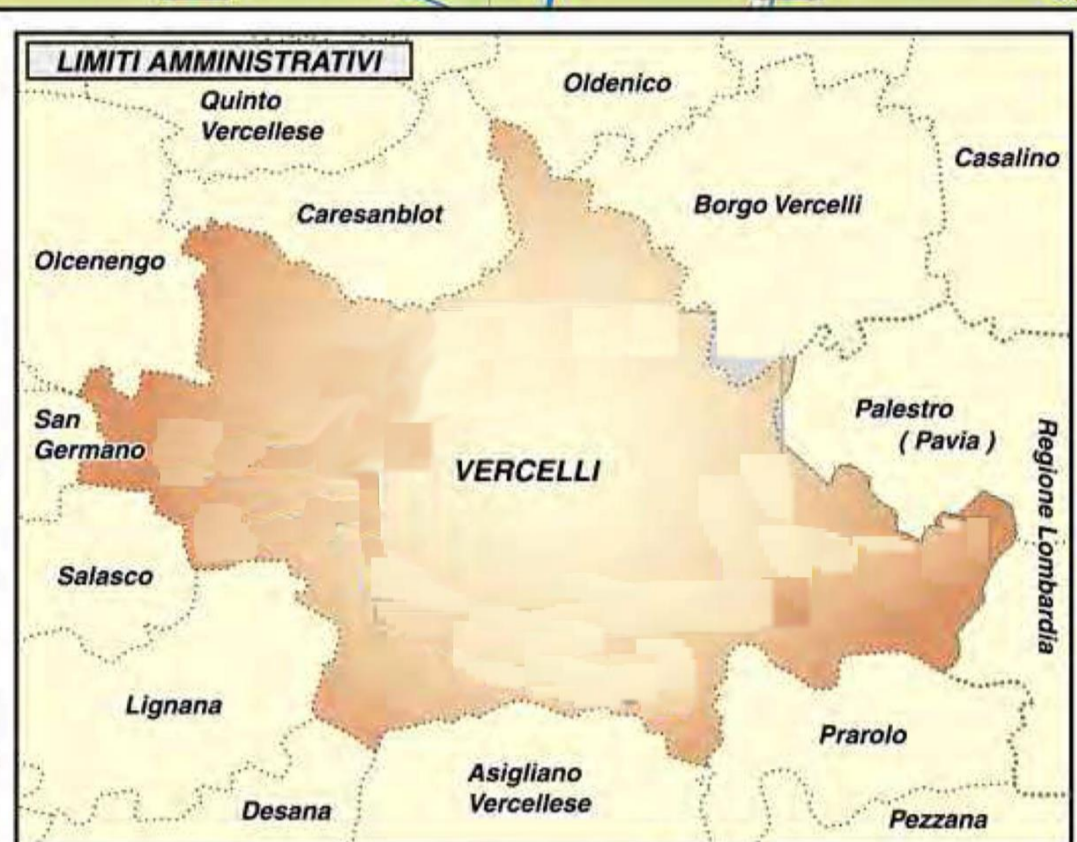 LIMITI AMMINISTRATIVI
Oldenico
Quinto
Vercellese
Casalino
Borgo Vercelli
Caresanblot
Olcenengo
Palestro
( Pavia )
San
Germano
Regione Lombardia
VERCELLI
Salasco
Lignana
Prarolo
Asigliano
Vercellese
Desana
Pezzana